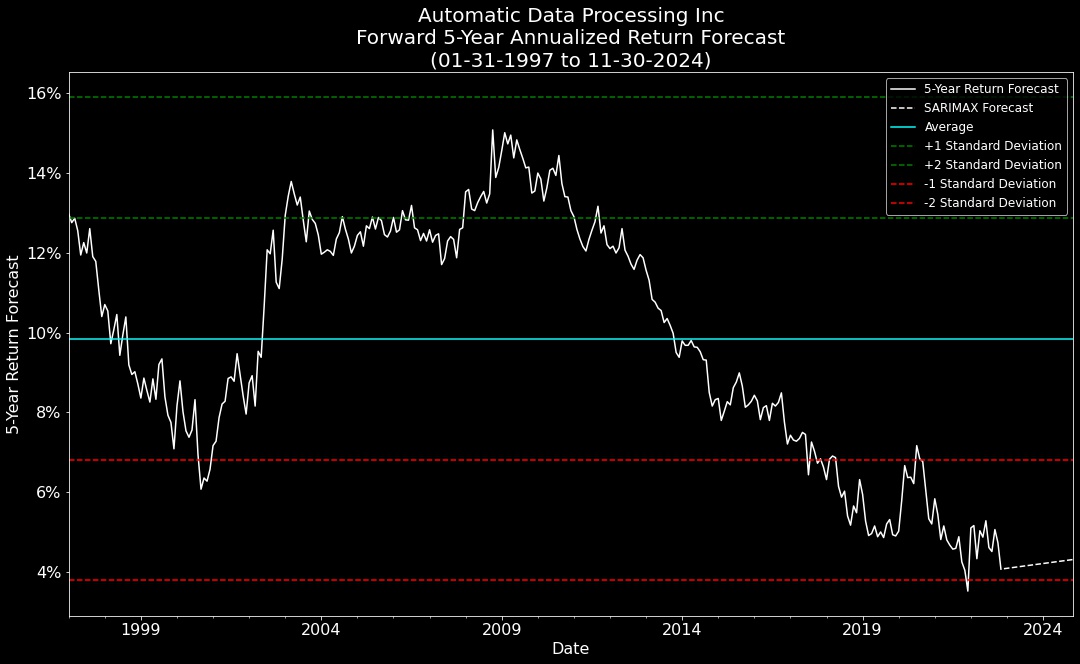 Automatic Data Processing Inc
Forward 5-Year Annualized Return Forecast
(01-31-1997 to 11-30-2024)
5-Year Return Forecast
SARIMAX Forecast
Average
+1 Standard Deviation
+2 Standard Deviation
-1 Standard Deviation
-2 Standard Deviation
5-Year Return Forecast
16%
14%
12%
10%
8%
6%
4%
1999
2004
2009
2014
2019
2024
Date